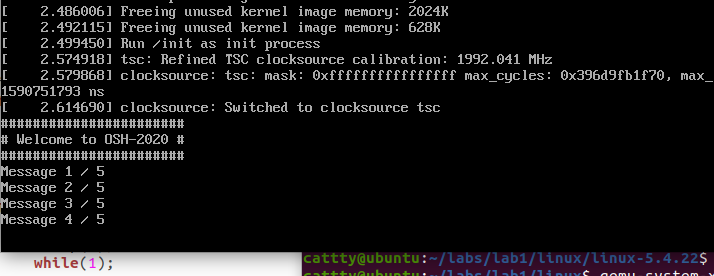 [    2.486006] Freeing unused kernel image memory: 2024K
[    2.492115] Freeing unused kernel image memory: 628K
[    2.499450] Run /init as init process
[    2.574918] tsc: Refined TSC clocksource calibration: 1992.041 MHz
[    2.579868] clocksource: tsc: mask: 0xffffffffffffffff max_cycles: 0x396d9fb1f70, max_
1590751793 ns
[    2.614690] clocksource: Switched to clocksource tsc
#######################
# Welcome to OSH-2020 #
#######################
Message 1 / 5
Message 2 / 5
Message 3 / 5
Message 4 / 5
while(1);
cattty@ubuntu:~/labs/lab1/linux/linux-5.4.22$
cattty@ubuntu:~/labs/lab1/linux$ qemu-system